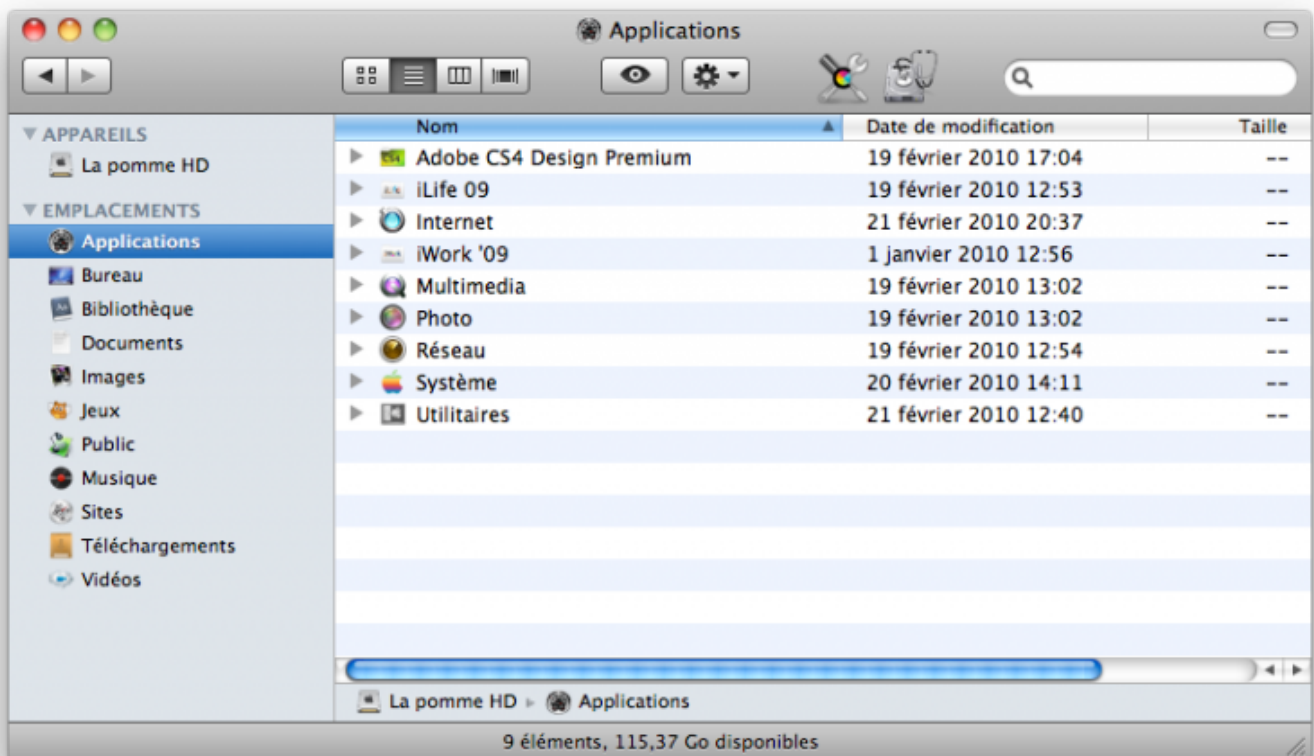 Applications
APPAREILS
La pomme HD
EMPLACEMENTS
Applications
Bureau
Bibliothèque
Documents
Images
Jeux
Public
Musique
Sites
Téléchargements
Vidéos
Nom Date de modification Taille
Adobe CS4 Design Premium 19 février 2010 17:04 --
iLife 09 19 février 2010 12:53 --
Internet 21 février 2010 20:37 --
iWork '09 1 janvier 2010 12:56 --
Multimedia 19 février 2010 13:02 --
Photo 19 février 2010 13:02 --
Réseau 19 février 2010 12:54 --
Système 20 février 2010 14:11 --
Utilitaires 21 février 2010 12:40 --
La pomme HD Applications
9 éléments, 115,37 Go disponibles